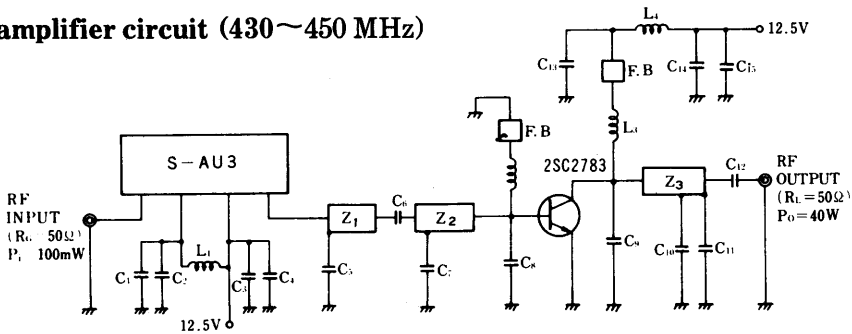 amplifier circuit (430～450 MHz)
L₄
12.5V
C₁₃
F.B
C₁₄
C₁₅
F.B
L₃
S-AU3
2SC2783
C₁₂
RF
OUTPUT
(RL=50Ω)
Po=40W
Z₃
RF
INPUT
(RG 50Ω)
Pi 100mW
Z₁
C₆
Z₂
L₁
C₁
C₂
C₃
C₄
C₅
C₇
C₈
C₉
C₁₀
C₁₁
12.5V